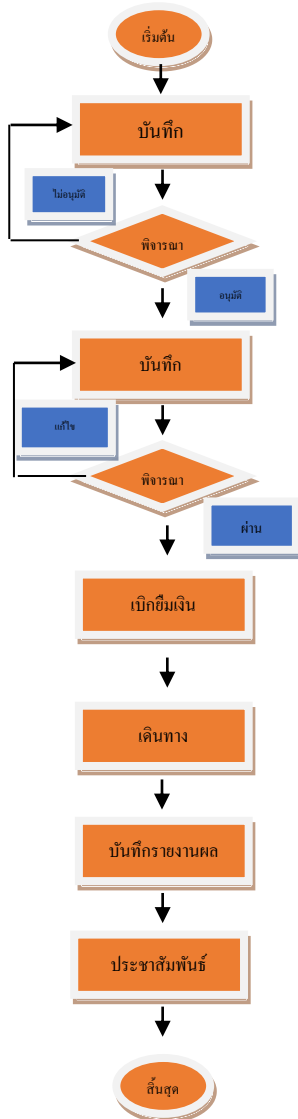 เริ่มต้น
บันทึก
ไม่อนุมัติ
พิจารณา
อนุมัติ
บันทึก
แก้ไข
พิจารณา
ผ่าน
เบิกยืมเงิน
เดินทาง
บันทึกรายงานผล
ประชาสัมพันธ์
สิ้นสุด